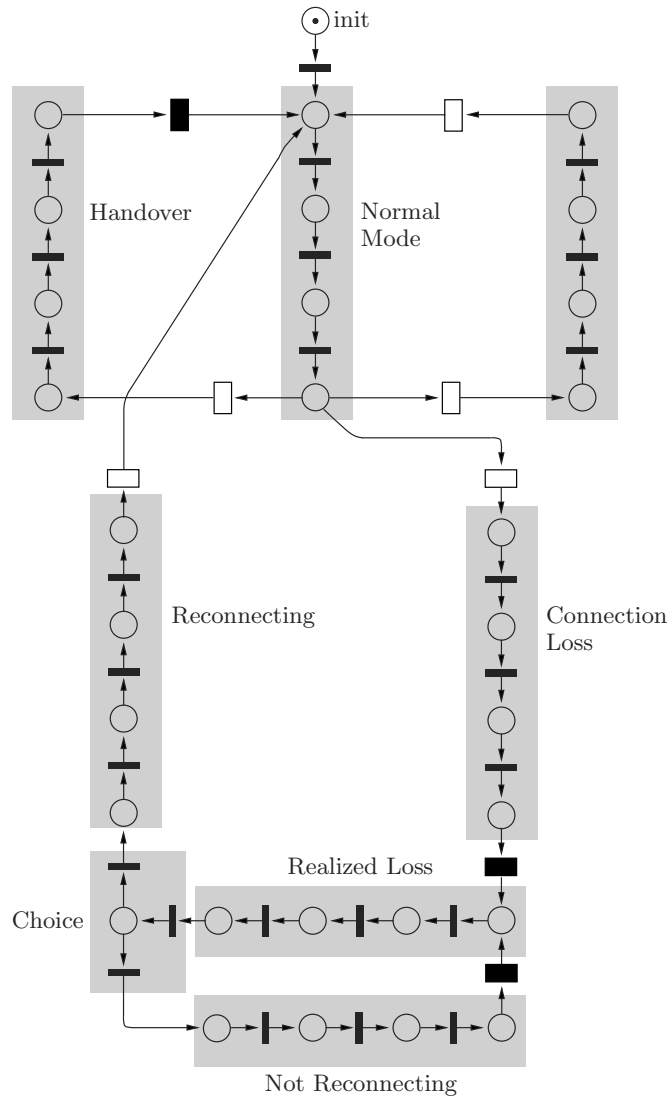 init
Handover
Normal
Mode
Reconnecting
Connection
Loss
Realized Loss
Choice
Not Reconnecting